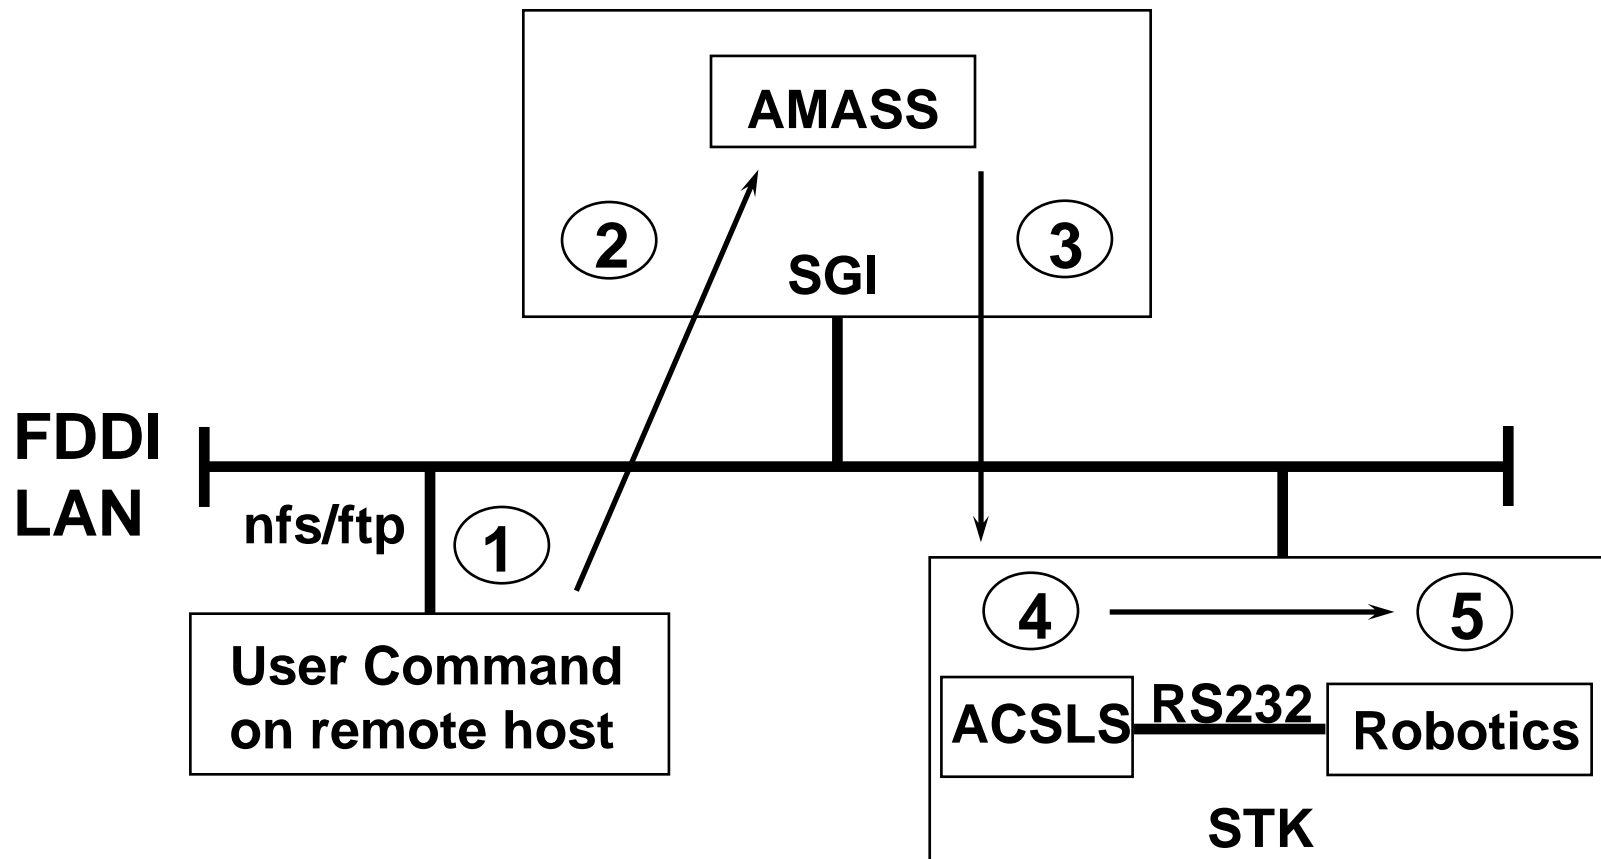 AMASS
2
3
SGI
FDDI
LAN
nfs/ftp
1
User Command
on remote host
4
5
ACSLS
RS232
Robotics
STK